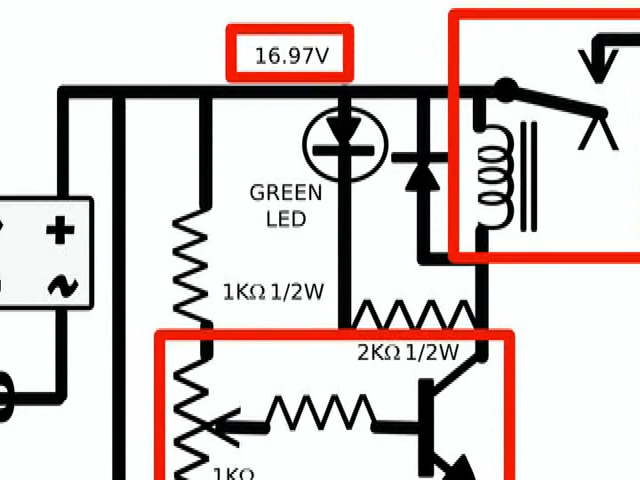 16.97V
+
~
GREEN
LED
1KΩ 1/2W
2KΩ 1/2W
1KΩ